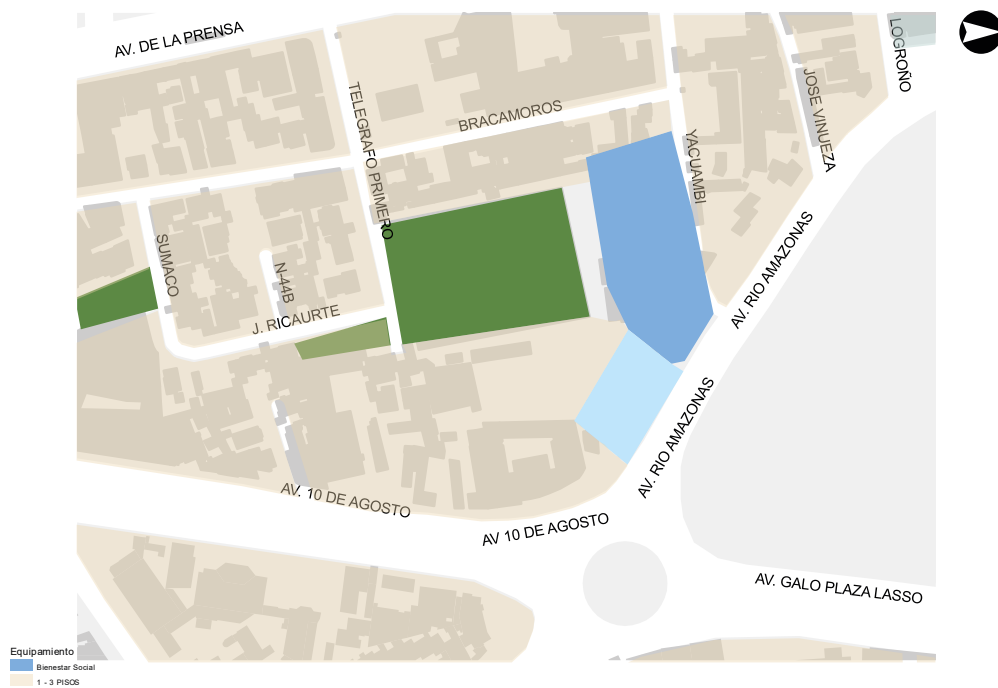 AV. DE LA PRENSA
LOGROÑO
TELEGRAFO PRIMERO
BRACAMOROS
JOSE VINUEZA
YACUAMBI
SUMACO
N-44B
J. RICAURTE
AV. RIO AMAZONAS
AV. RIO AMAZONAS
AV. 10 DE AGOSTO
AV 10 DE AGOSTO
AV. GALO PLAZA LASSO
Equipamiento
Bienestar Social
1 - 3 PISOS